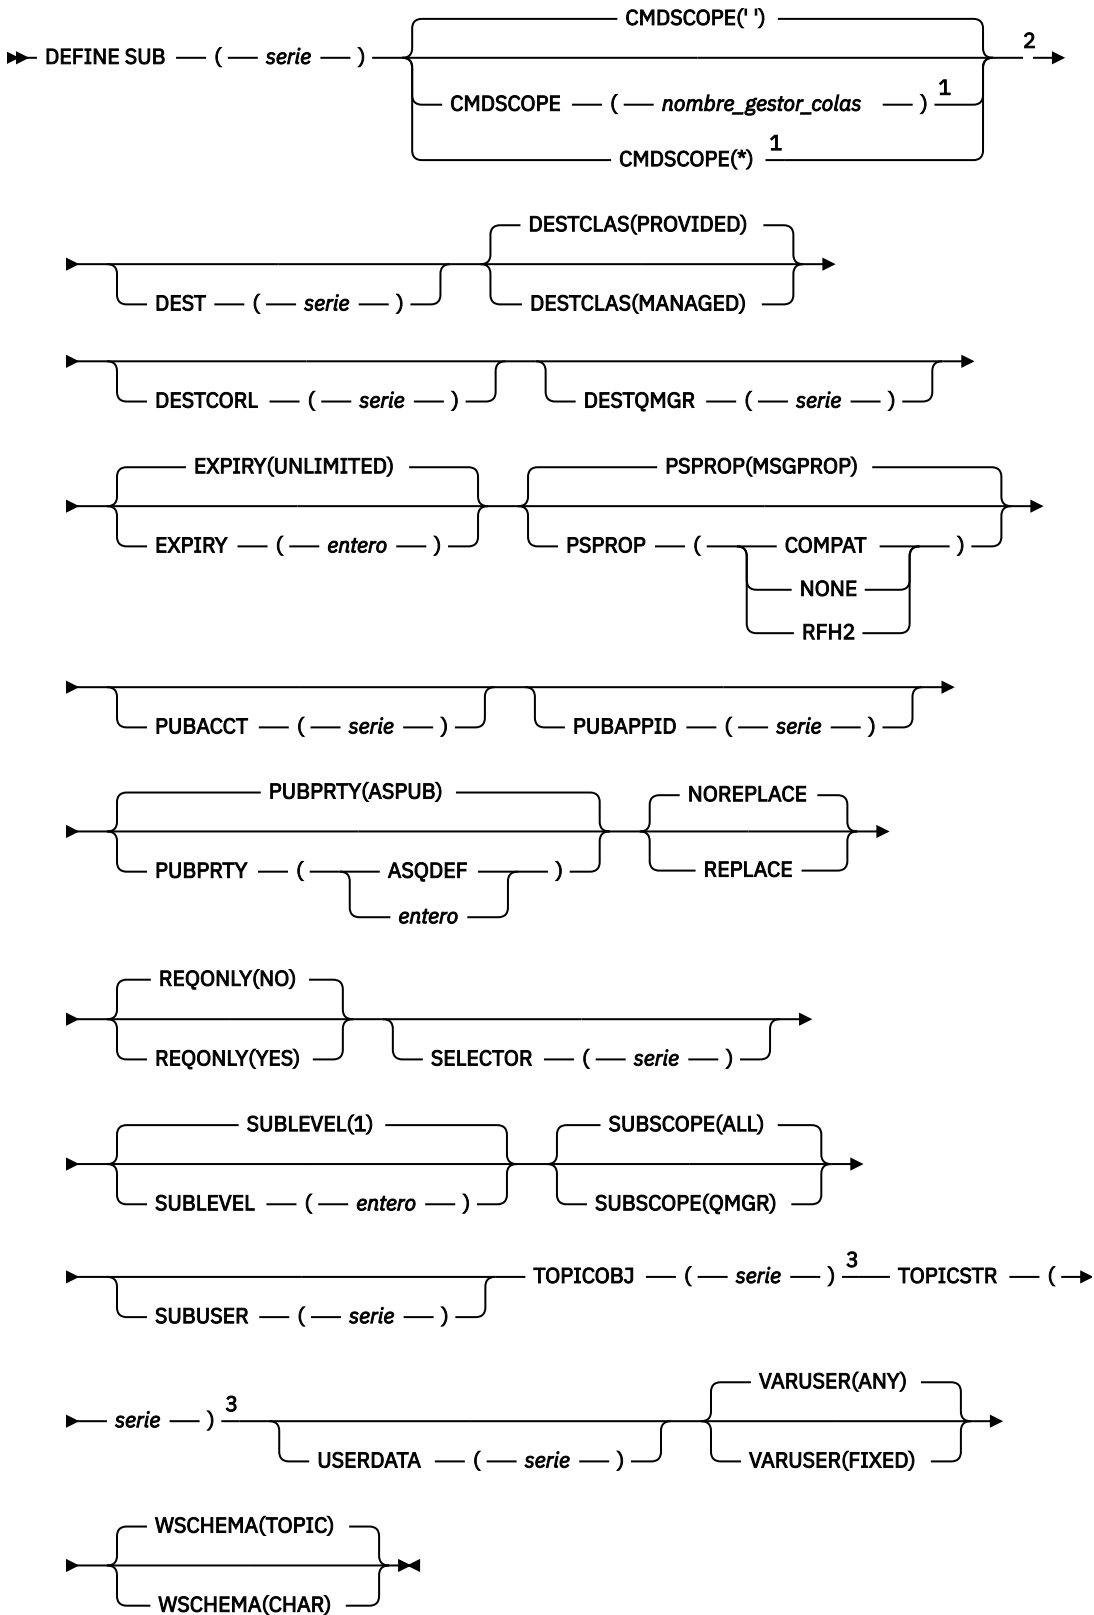 CMDSCOPE(' ')
DEFINE SUB ( serie ) 2
CMDSCOPE ( nombre_gestor_colas ) 1
CMDSCOPE(*) 1
DESTCLAS(PROVIDED)
DEST ( serie ) DESTCLAS(MANAGED)
DESTCORL ( serie ) DESTQMGR ( serie )
EXPIRY(UNLIMITED) PSPROP(MSGPROP)
EXPIRY ( entero ) PSPROP ( COMPAT )
NONE
RFH2
PUBACCT ( serie ) PUBAPPID ( serie )
PUBPRTY(ASPUB) NOREPLACE
PUBPRTY ( ASQDEF ) REPLACE
entero
REQONLY(NO)
REQONLY(YES) SELECTOR ( serie )
SUBLEVEL(1) SUBSCOPE(ALL)
SUBLEVEL ( entero ) SUBSCOPE(QMGR)
TOPICOBJ ( serie ) 3 TOPICSTR (
SUBUSER ( serie )
VARUSER(ANY)
serie ) 3
USERDATA ( serie ) VARUSER(FIXED)
WSCHEMA(TOPIC)
WSCHEMA(CHAR)